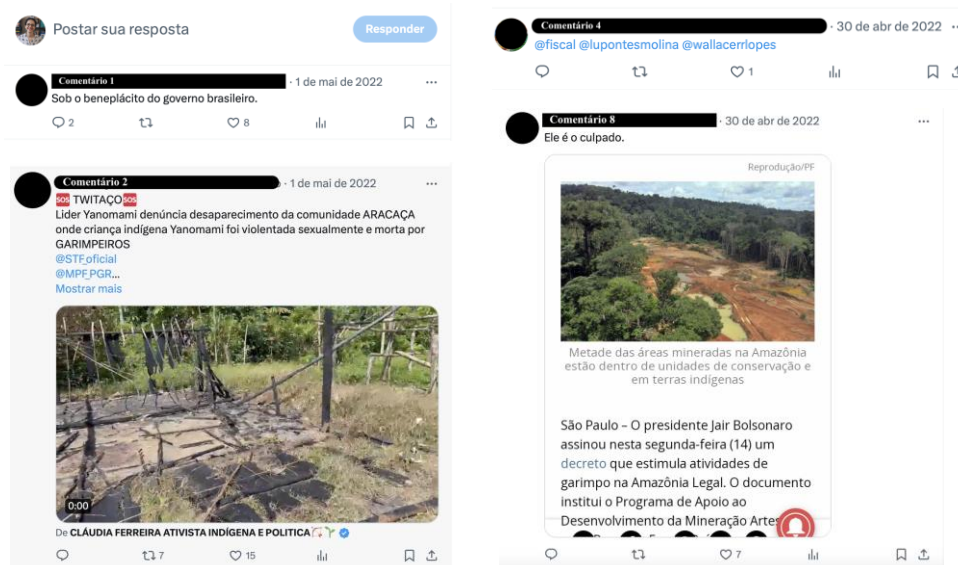 Postar sua resposta
Responder
Comentário 1 · 1 de mai de 2022 ...
Sob o beneplácito do governo brasileiro.
2 8
Comentário 2 · 1 de mai de 2022 ...
SOS TWITAÇO SOS
Lider Yanomami denúncia desaparecimento da comunidade ARACAÇA
onde criança indígena Yanomami foi violentada sexualmente e morta por
GARIMPEIROS
@STF_oficial
@MPF_PGR...
Mostrar mais
0:00
De CLÁUDIA FERREIRA ATIVISTA INDÍGENA E POLITICA
7 15
Comentário 4 · 30 de abr de 2022
@fiscal @lupontesmolina @wallacerrlopes
1
Comentário 8 · 30 de abr de 2022 ...
Ele é o culpado.
Reprodução/PF
Metade das áreas mineradas na Amazônia
estão dentro de unidades de conservação e
em terras indígenas
São Paulo – O presidente Jair Bolsonaro
assinou nesta segunda-feira (14) um
decreto que estimula atividades de
garimpo na Amazônia Legal. O documento
institui o Programa de Apoio ao
Desenvolvimento da Mineração
7